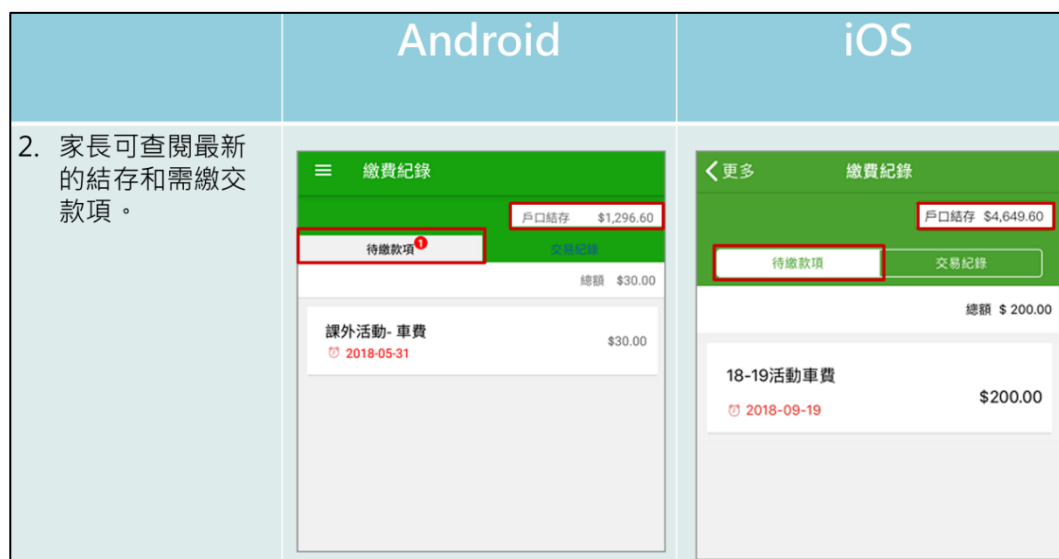 Android
iOS
2. 家長可查閱最新
的結存和需繳交
款項。
繳費紀錄
戶口結存 $1,296.60
待繳款項 1
交易紀錄
總額 $30.00
課外活動- 車費
$30.00
2018-05-31
更多
繳費紀錄
戶口結存 $4,649.60
待繳款項
交易紀錄
總額 $ 200.00
18-19活動車費
$200.00
2018-09-19